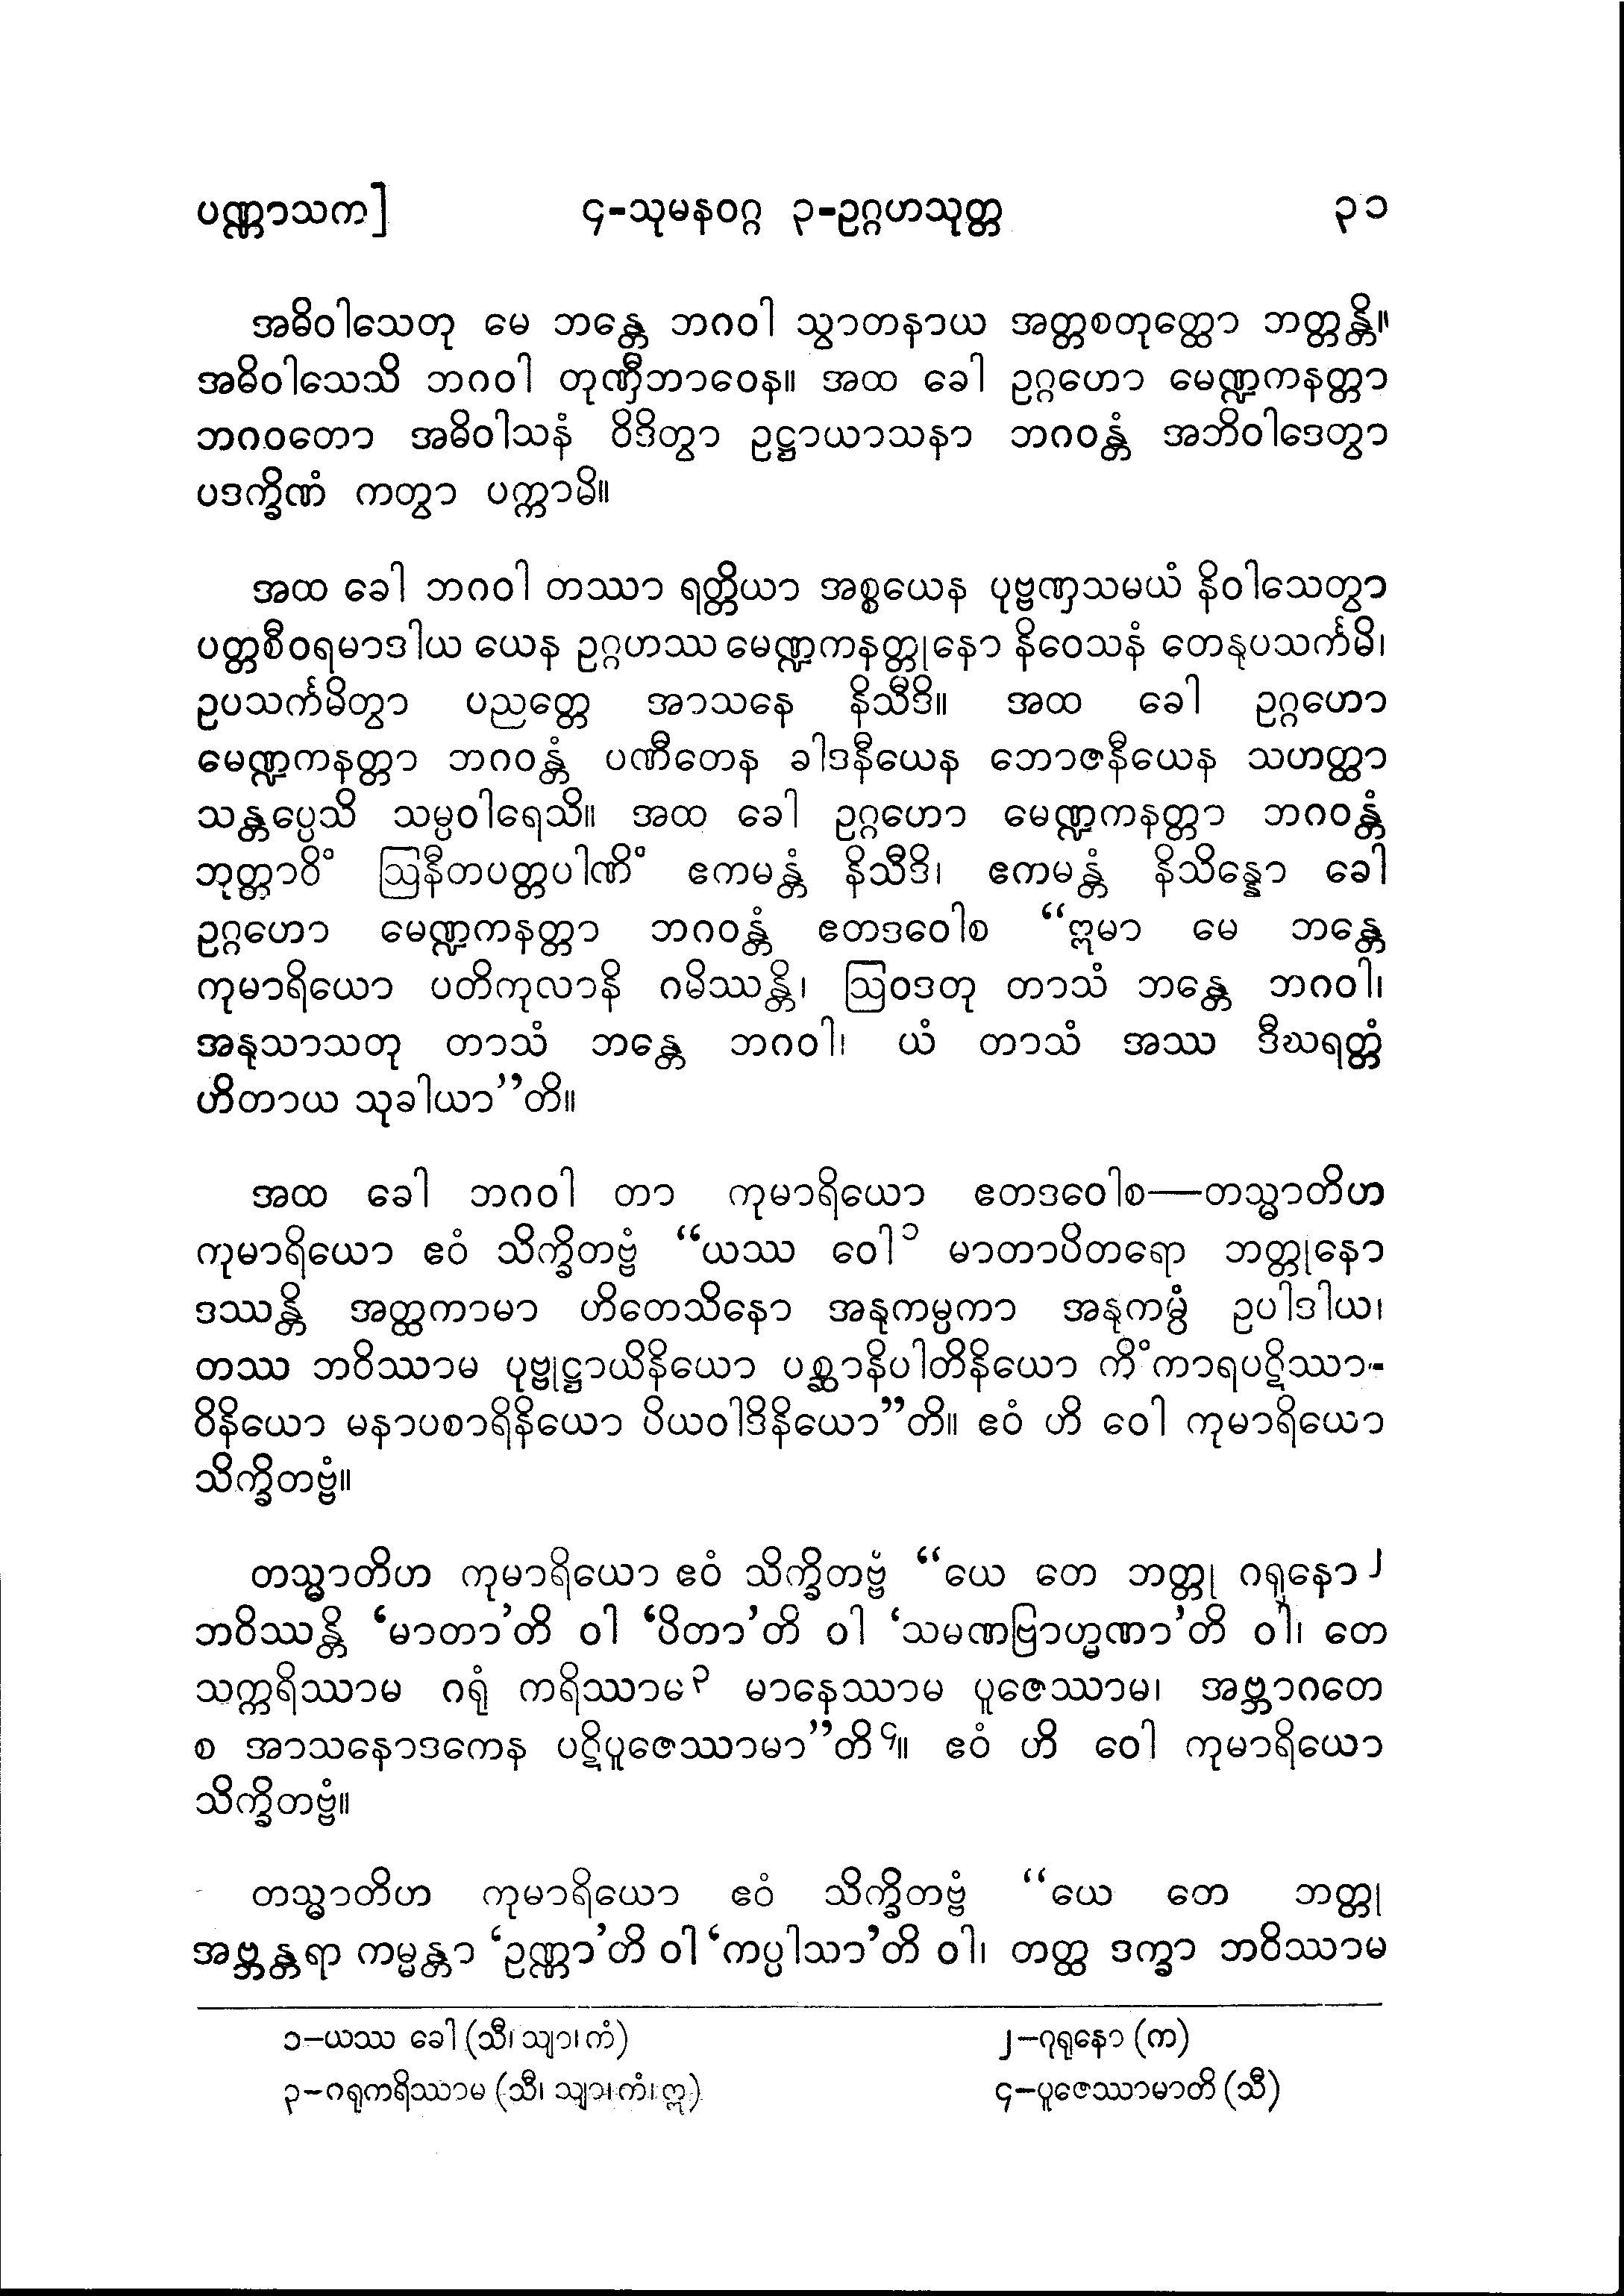 ပဏ္ဏာသက]	၄-သုမနဝဂ္ဂ ၃-ဥဂ္ဂဟသုတ္တ	၃၁
အဓိဝါသေတု မေ ဘန္တေ ဘဂဝါ သွာတနာယ အတ္တစတုတ္ထော ဘတ္တန္တိ။
အဓိဝါသေသိ ဘဂဝါ တုဏှီဘာဝေန။ အထ ခေါ ဥဂ္ဂဟော မေဏ္ဍကနတ္တာ
ဘဂဝတော အဓိဝါသနံ ဝိဒိတွာ ဥဋ္ဌာယာသနာ ဘဂဝန္တံ အဘိဝါဒေတွာ
ပဒက္ခိဏံ ကတွာ ပက္ကာမိ။
အထ ခေါ ဘဂဝါ တဿာ ရတ္တိယာ အစ္စယေန ပုဗ္ဗဏှသမယံ နိဝါသေတွာ
ပတ္တစီဝရမာဒါယ ယေန ဥဂ္ဂဟဿ မေဏ္ဍကနတ္တုနော နိဝေသနံ တေနုပသင်္ကမိ၊
ဥပသင်္ကမိတွာ ပညတ္တေ အာသနေ နိသီဒိ။ အထ ခေါ ဥဂ္ဂဟော
မေဏ္ဍကနတ္တာ ဘဂဝန္တံ ပဏီတေန ခါဒနီယေန ဘောဇနီယေန သဟတ္ထာ
သန္တပ္ပေသိ သမ္ပဝါရေသိ။ အထ ခေါ ဥဂ္ဂဟော မေဏ္ဍကနတ္တာ ဘဂဝန္တံ
ဘုတ္တာဝိံ ဩနီတပတ္တပါဏိံ ဧကမန္တံ နိသီဒိ၊ ဧကမန္တံ နိသိန္နော ခေါ
ဥဂ္ဂဟော မေဏ္ဍကနတ္တာ ဘဂဝန္တံ ဧတဒဝေါစ “ဣမာ မေ ဘန္တေ
ကုမာရိယော ပတိကုလာနိ ဂမိဿန္တိ၊ ဩဝဒတု တာသံ ဘန္တေ ဘဂဝါ၊
အနုသာသတု တာသံ ဘန္တေ ဘဂဝါ၊ ယံ တာသံ အဿ ဒီဃရတ္တံ
ဟိတာယ သုခါယာ”တိ။
အထ ခေါ ဘဂဝါ တာ ကုမာရိယော ဧတဒဝေါစ—တသ္မာတိဟ
ကုမာရိယော ဧဝံ သိက္ခိတဗ္ဗံ “ယဿ ဝေါ၁ မာတာပိတရော ဘတ္တုနော
ဒဿန္တိ အတ္ထကာမာ ဟိတေသိနော အနုကမ္ပကာ အနုကမ္ပံ ဥပါဒါယ၊
တဿ ဘဝိဿာမ ပုဗ္ဗုဋ္ဌာယိနိယော ပစ္ဆာနိပါတိနိယော ကိံကာရပဋိဿာ-
ဝိနိယော မနာပစာရိနိယော ပိယဝါဒိနိယော”တိ။ ဧဝံ ဟိ ဝေါ ကုမာရိယော
သိက္ခိတဗ္ဗံ။
တသ္မာတိဟ ကုမာရိယော ဧဝံ သိက္ခိတဗ္ဗံ “ယေ တေ ဘတ္တု ဂရုနော၂
ဘဝိဿန္တိ ‘မာတာ’တိ ဝါ ‘ပိတာ’တိ ဝါ ‘သမဏဗြာဟ္မဏာ’တိ ဝါ၊ တေ
သက္ကရိဿာမ ဂရုံ ကရိဿာမ၃ မာနေဿာမ ပူဇေဿာမ၊ အဗ္ဘာဂတေ
စ အာသနောဒကေန ပဋိပူဇေဿာမာ”တိ၄။ ဧဝံ ဟိ ဝေါ ကုမာရိယော
သိက္ခိတဗ္ဗံ။
တသ္မာတိဟ ကုမာရိယော ဧဝံ သိက္ခိတဗ္ဗံ “ယေ တေ ဘတ္တု
အဗ္ဘန္တရာ ကမ္မန္တာ ‘ဥဏ္ဏာ’တိ ဝါ ‘ကပ္ပါသာ’တိ ဝါ၊ တတ္ထ ဒက္ခာ ဘဝိဿာမ
၁–ယဿ ခေါ (သီ၊ သျာ၊ ကံ)	၂–ဂုရုနော (က)
၃–ဂရုကရိဿာမ (သီ၊ သျာ၊ ကံ၊ ဣ)	၄–ပူဇေဿာမာတိ (သီ)